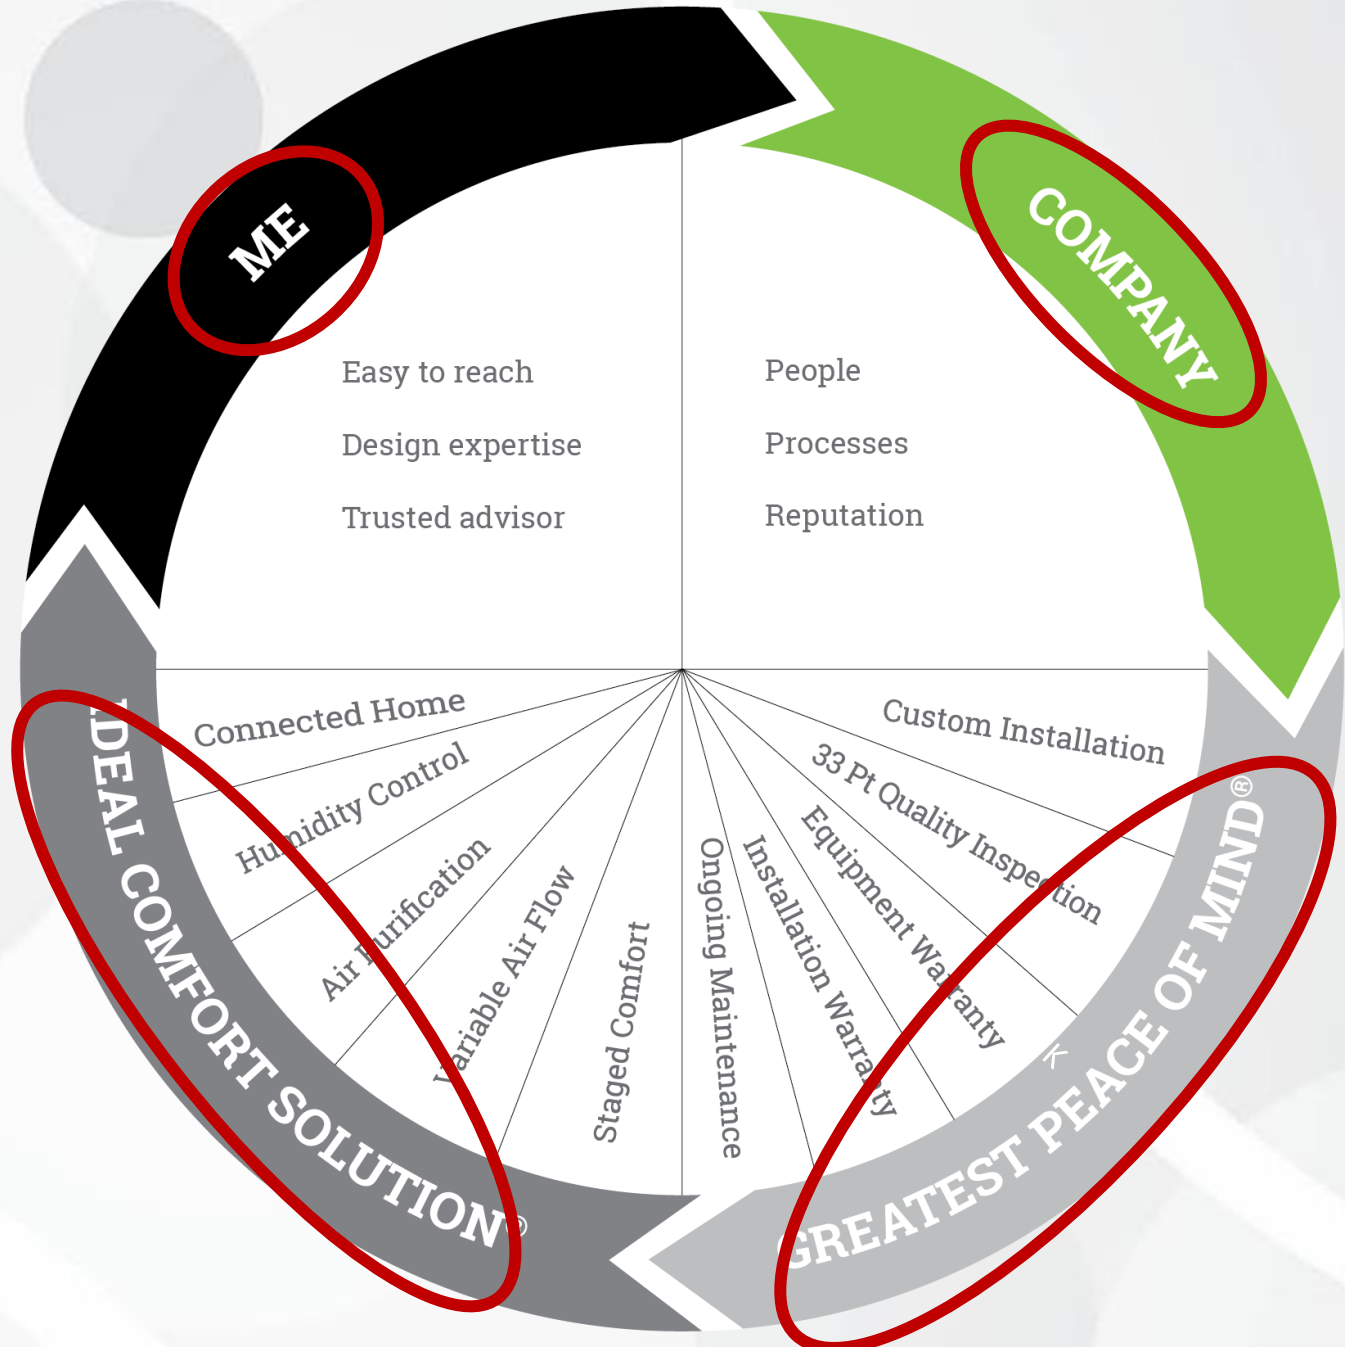 ME
COMPANY
Easy to reach
Design expertise
Trusted advisor
People
Processes
Reputation
Custom Installation
33 Pt Quality Inspection
Equipment Warranty
Installation Warranty
Ongoing Maintenance
Staged Comfort
Variable Air Flow
Air Purification
Humidity Control
Connected Home
GREATEST PEACE OF MIND®
K
IDEAL COMFORT SOLUTION®